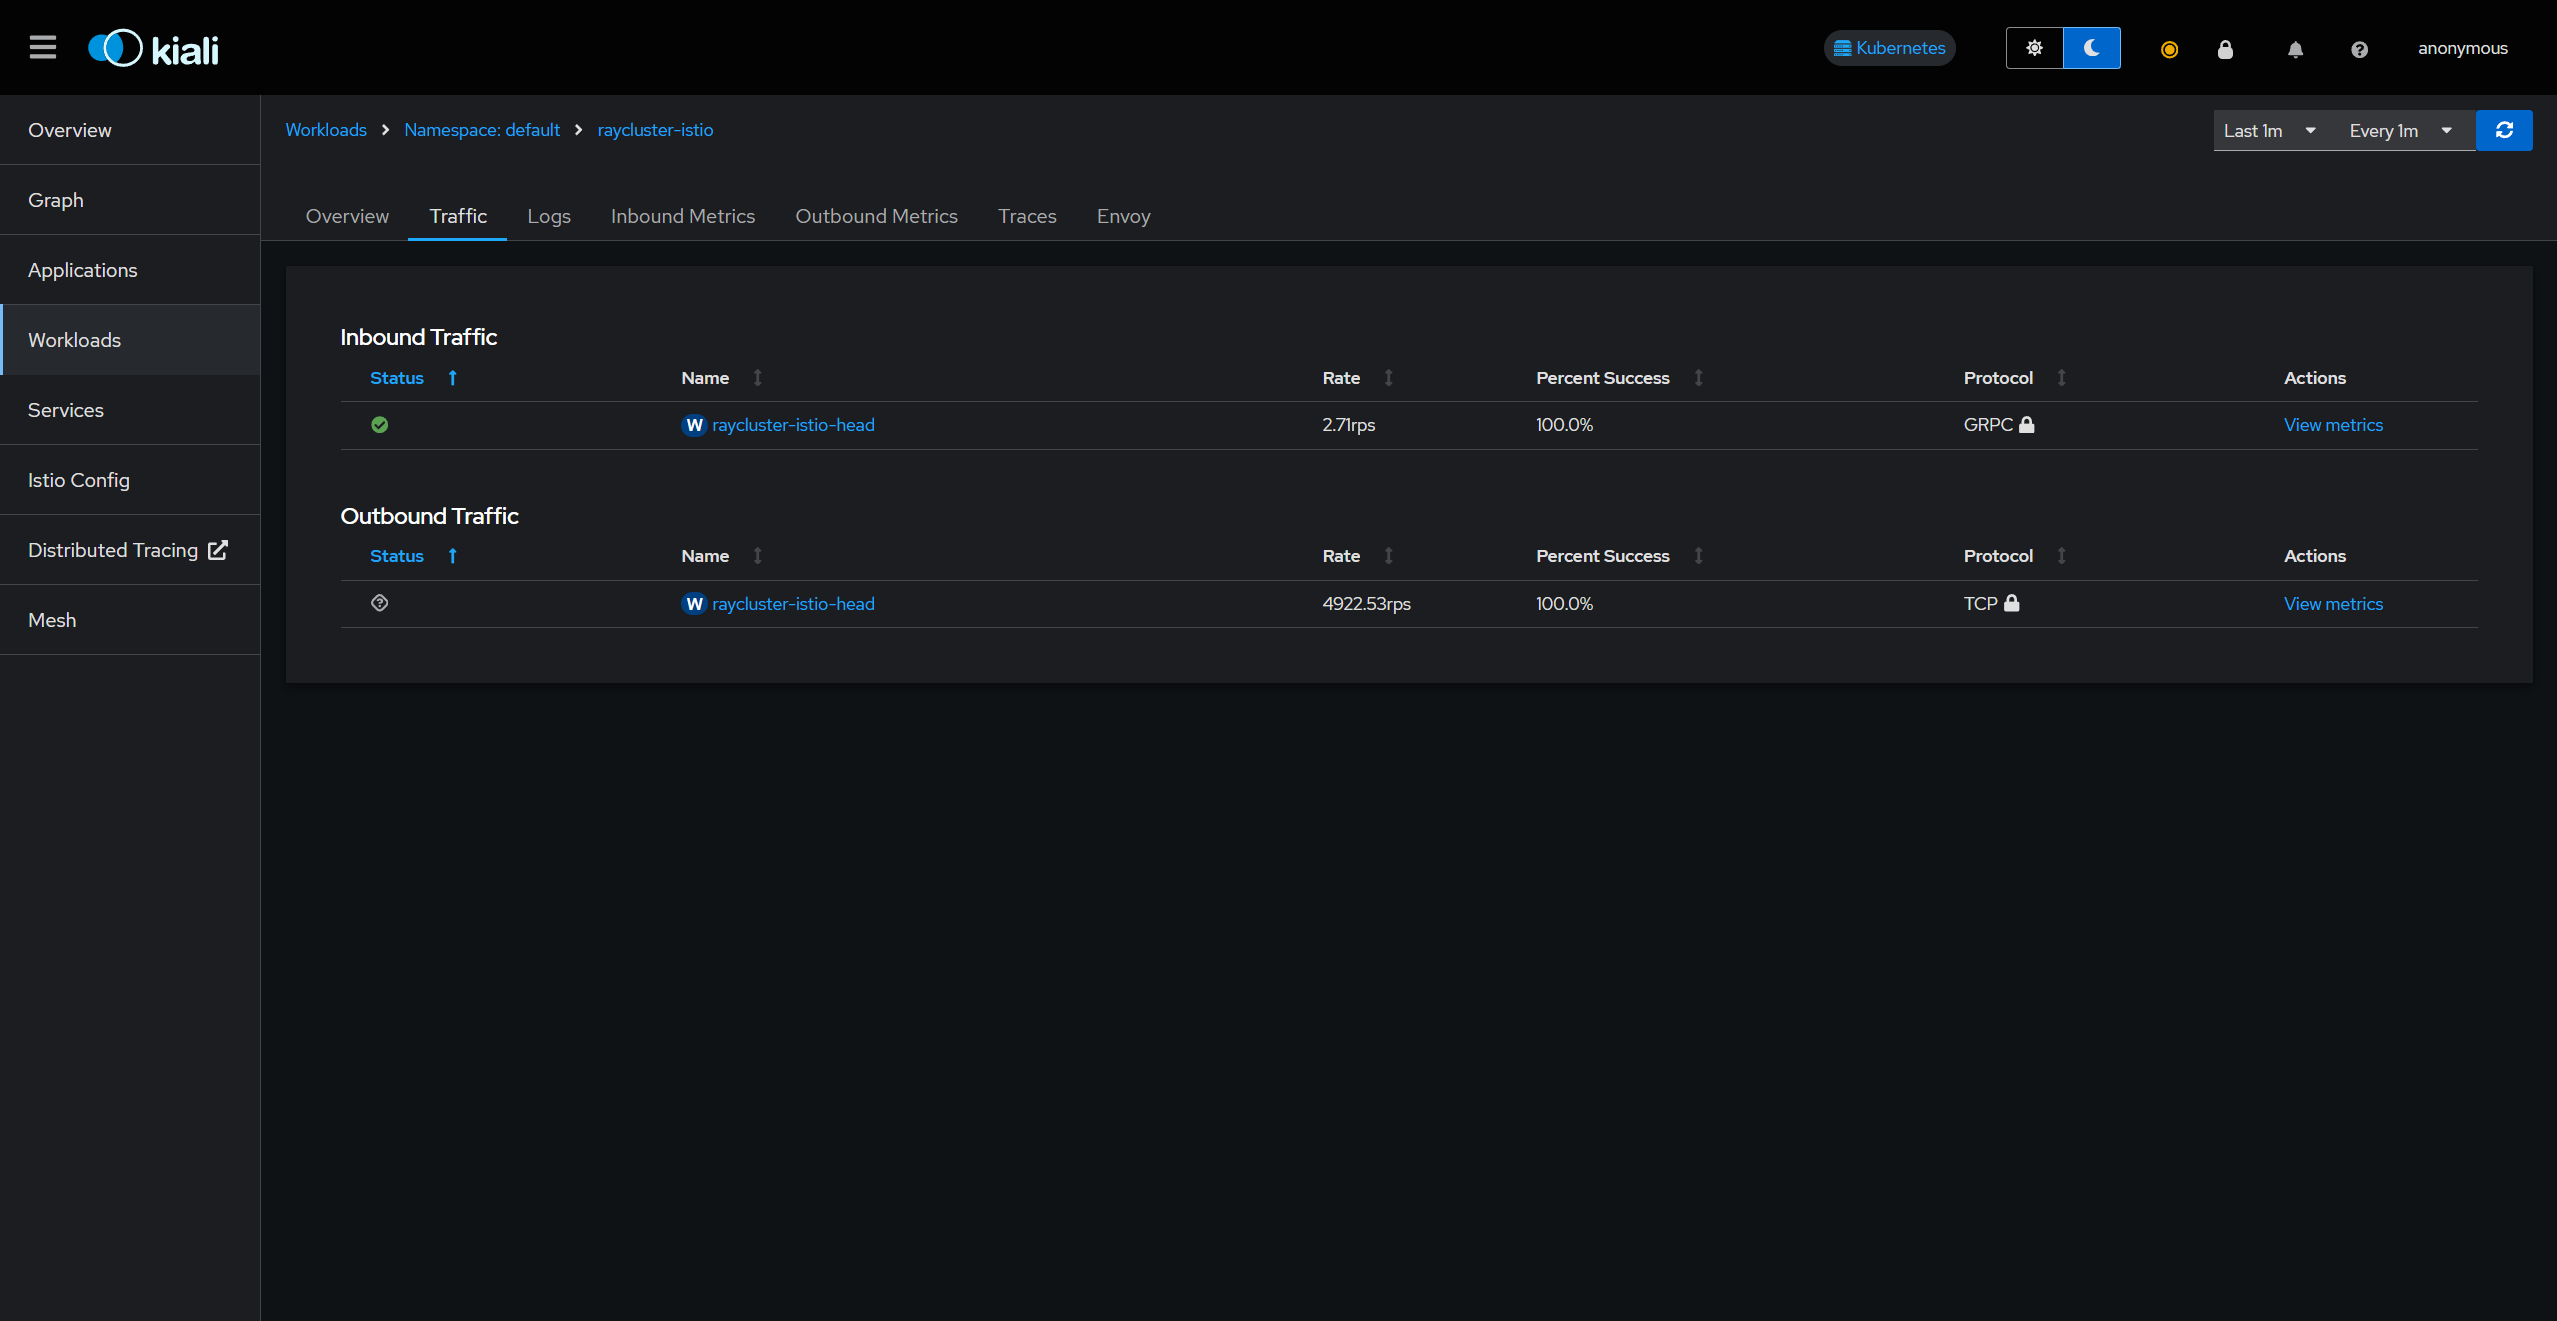 kiali
Kubernetes
anonymous
Overview
Graph
Applications
Workloads
Services
Istio Config
Distributed Tracing
Mesh
Workloads > Namespace: default > raycluster-istio
Last 1m Every 1m
Overview Traffic Logs Inbound Metrics Outbound Metrics Traces Envoy
Inbound Traffic
Status Name Rate Percent Success Protocol Actions
W raycluster-istio-head 2.71rps 100.0% GRPC View metrics
Outbound Traffic
Status Name Rate Percent Success Protocol Actions
W raycluster-istio-head 4922.53rps 100.0% TCP View metrics